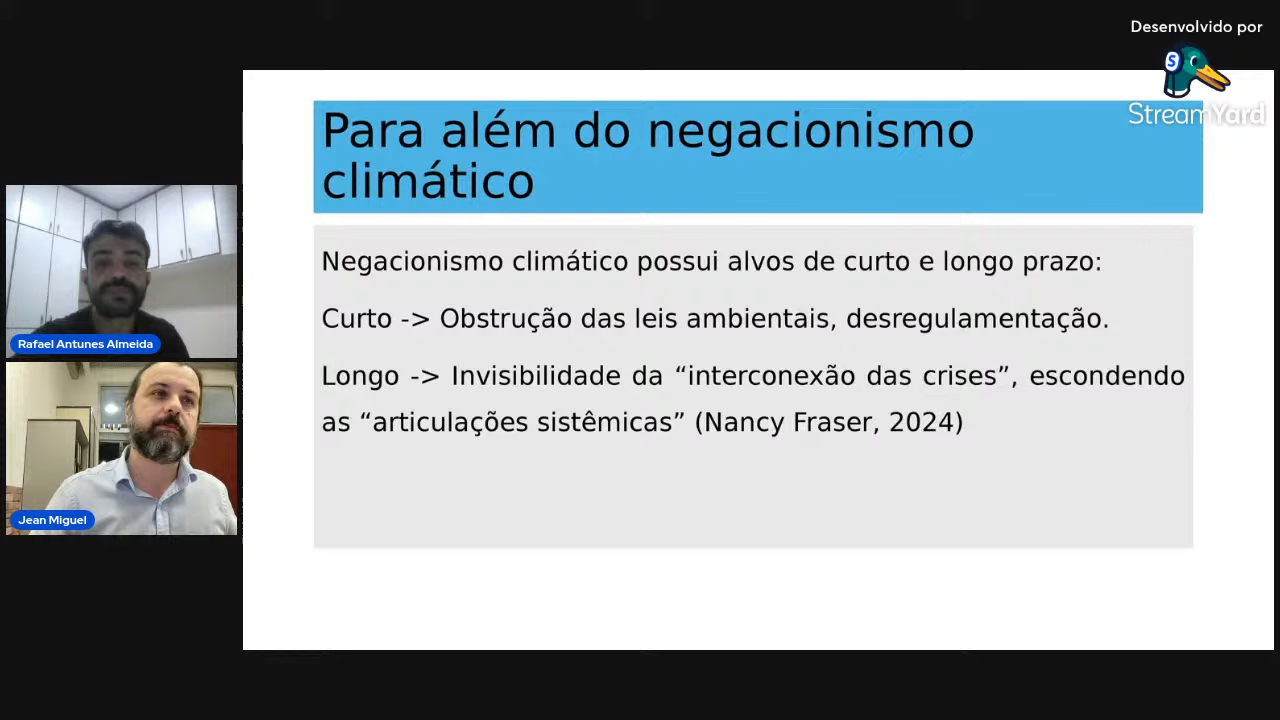 Desenvolvido por
StreamYard
Para além do negacionismo
climático
Negacionismo climático possui alvos de curto e longo prazo:
Curto -> Obstrução das leis ambientais, desregulamentação.
Longo -> Invisibilidade da “interconexão das crises”, escondendo
as “articulações sistêmicas” (Nancy Fraser, 2024)
Rafael Antunes Almeida
Jean Miguel